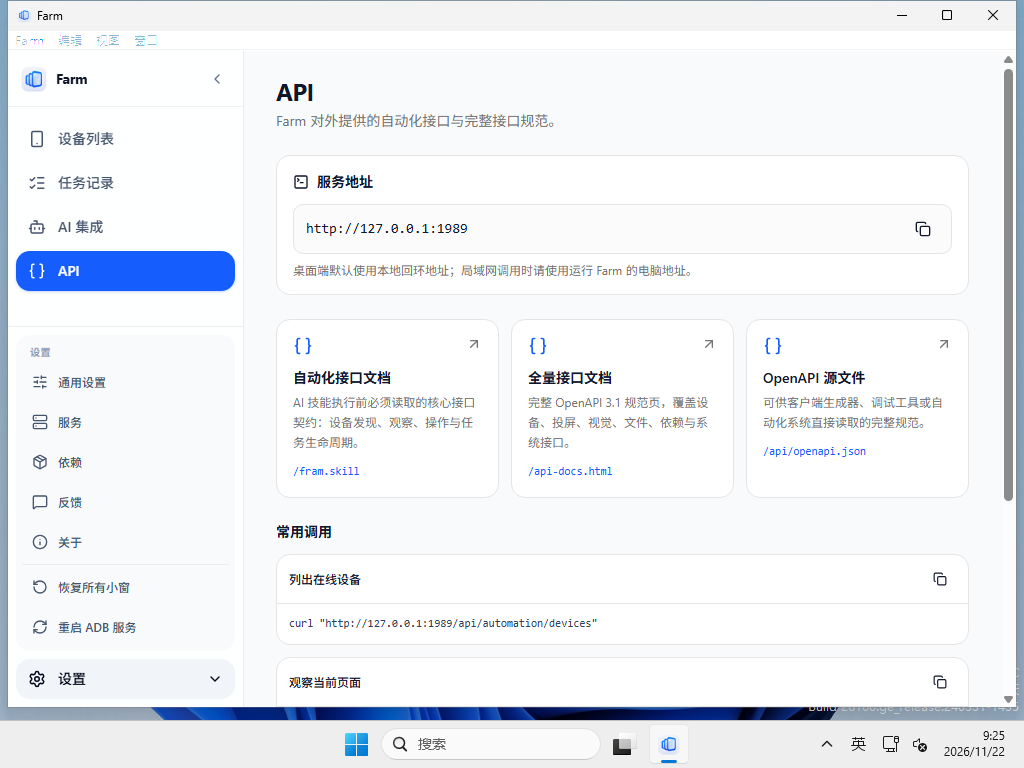 Farm
Farm 编辑 视图 窗口
Farm
设备列表
任务记录
AI 集成
API
设置
通用设置
服务
依赖
反馈
关于
恢复所有小窗
重启 ADB 服务
设置
API
Farm 对外提供的自动化接口与完整接口规范。
服务地址
http://127.0.0.1:1989
桌面端默认使用本地回环地址；局域网调用时请使用运行 Farm 的电脑地址。
自动化接口文档
AI 技能执行前必须读取的核心接口
契约：设备发现、观察、操作与任
务生命周期。
/fram.skill
全量接口文档
完整 OpenAPI 3.1 规范页，覆盖设
备、投屏、视觉、文件、依赖与系
统接口。
/api-docs.html
OpenAPI 源文件
可供客户端生成器、调试工具或自
动化系统直接读取的完整规范。
/api/openapi.json
常用调用
列出在线设备
curl "http://127.0.0.1:1989/api/automation/devices"
观察当前页面
搜索
英
9:25
2026/11/22